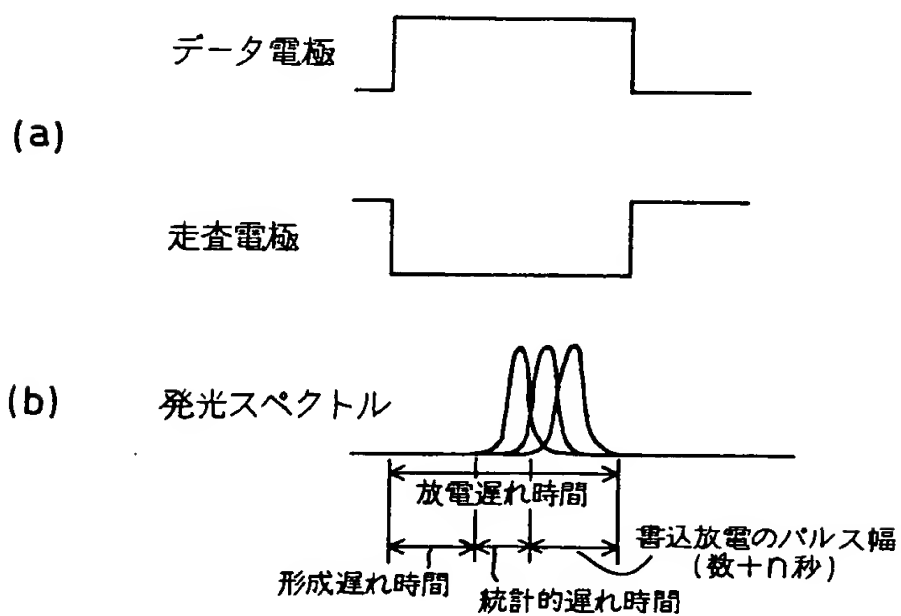 データ電極
(a)
走査電極
(b)
発光スペクトル
放電遅れ時間
書込放電のパルス幅
(数十n秒)
形成遅れ時間
統計的遅れ時間